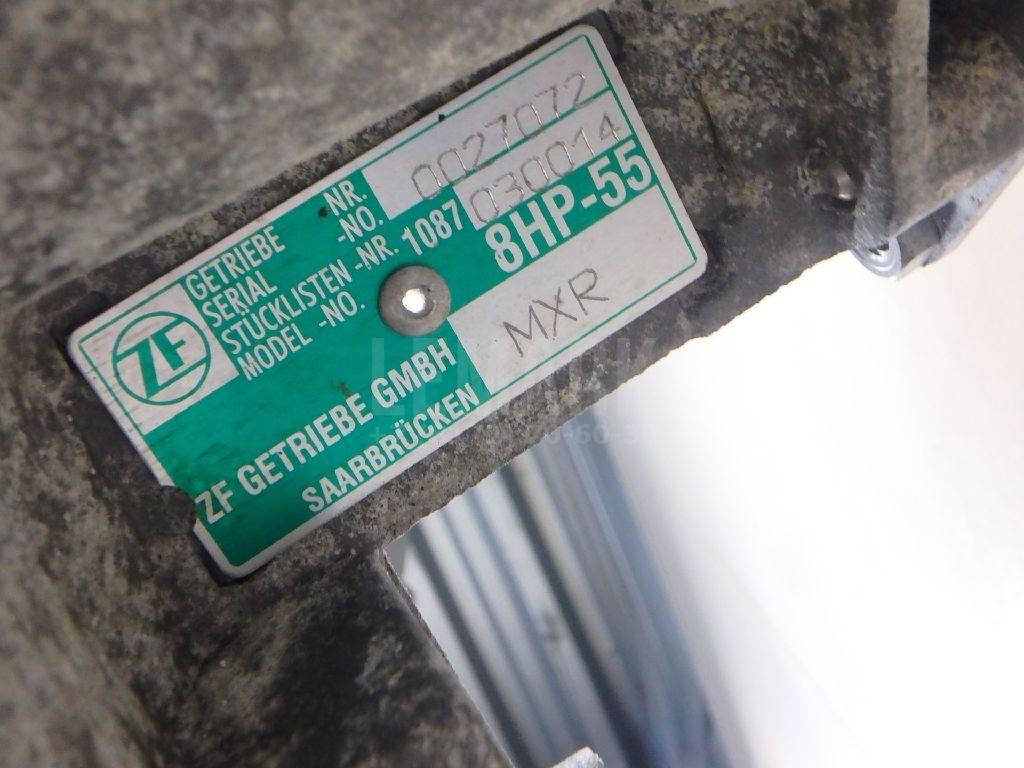 ZF
GETRIEBE NR. 0027072
SERIAL -NO.
STÜCKLISTEN -NR. 1087 030014
MODEL -NO. 8HP-55
ZF GETRIEBE GMBH MXR
SAARBRÜCKEN